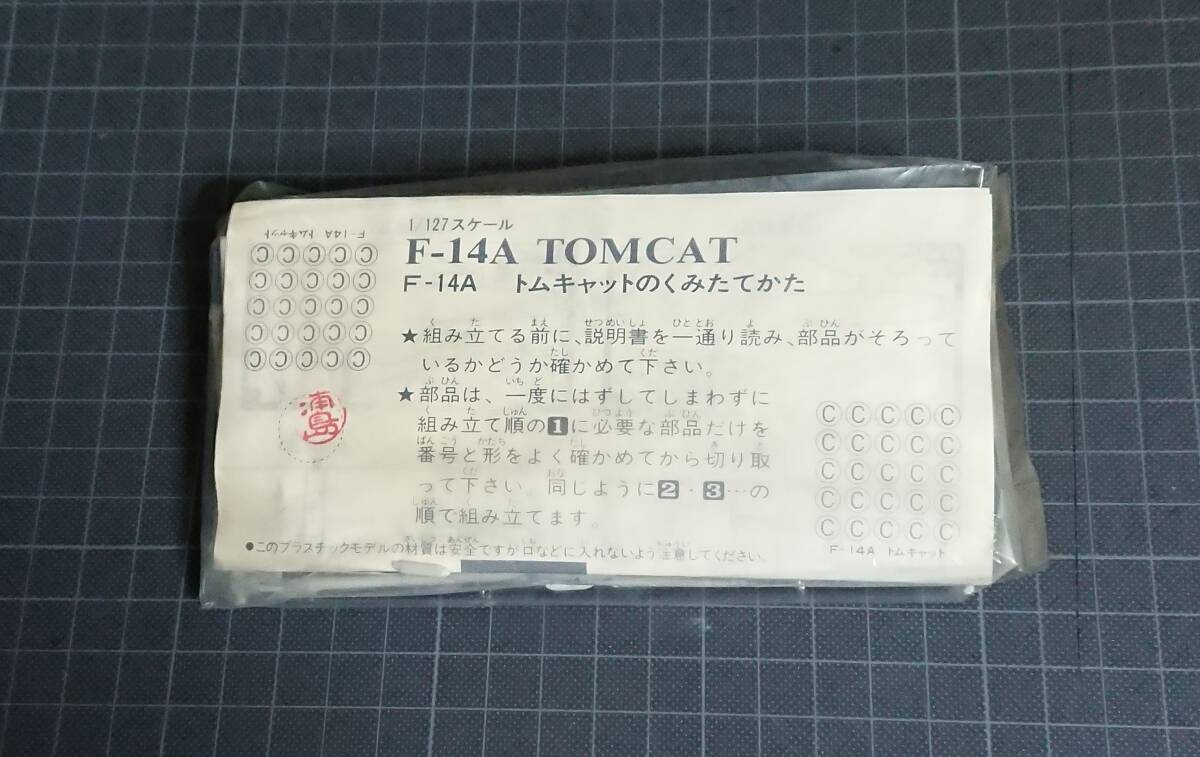 F-14A トムキャット
C C C C C
C C C C C
C C C C C
C C C C C
C C C C C
浦島
1/127スケール
F-14A TOMCAT
F-14A トムキャットのくみたてかた
★組み立てる前に、説明書を一通り読み、部品がそろって
いるかどうか確かめて下さい。
★部品は、一度にはずしてしまわずに
組み立て順の1に必要な部品だけを
番号と形をよく確かめてから切り取
って下さい。同じように2・3…の
順で組み立てます。
●このプラスチックモデルの材質は安全ですが口などに入れないよう注意してください。
C C C C C
C C C C C
C C C C C
C C C C C
C C C C C
F-14A トムキャット